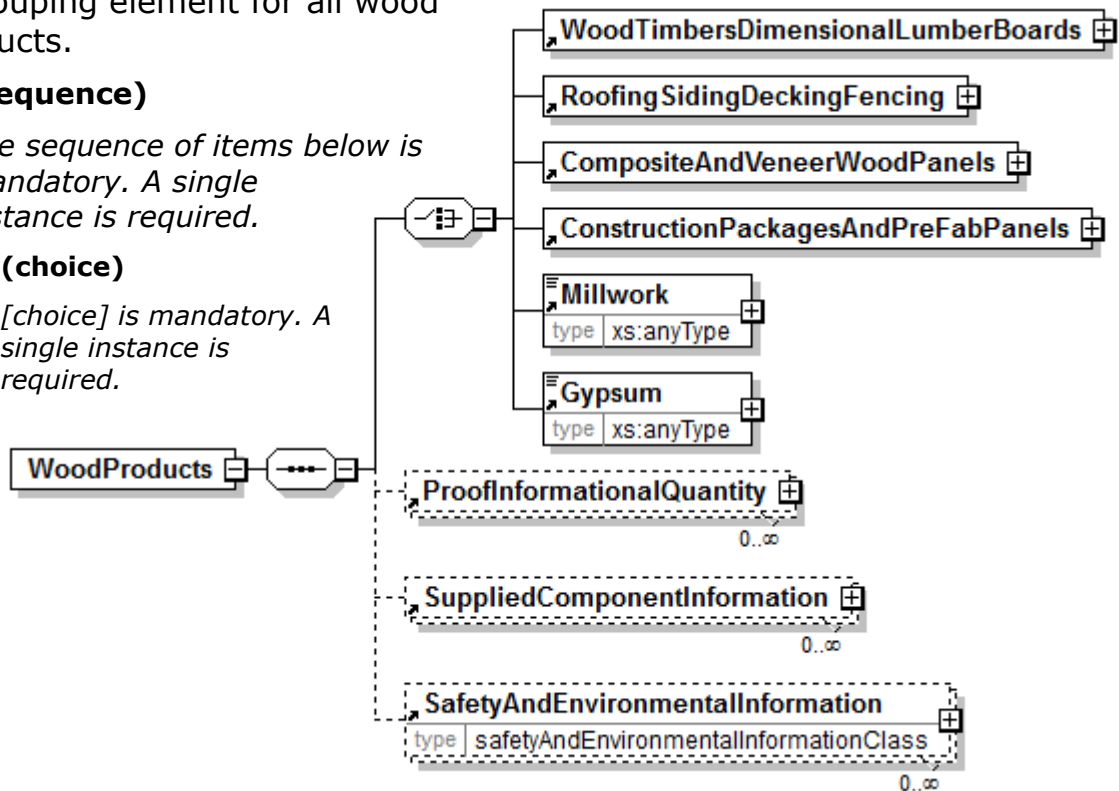 ouping element for all wood
ucts.
equence)
e sequence of items below is
andatory. A single
stance is required.
(choice)
[choice] is mandatory. A
single instance is
required.
WoodProducts
WoodTimbersDimensionalLumberBoards
RoofingSidingDeckingFencing
CompositeAndVeneerWoodPanels
ConstructionPackagesAndPreFabPanels
Millwork
type xs:anyType
Gypsum
type xs:anyType
ProofInformationalQuantity
0..∞
SuppliedComponentInformation
0..∞
SafetyAndEnvironmentalInformation
type safetyAndEnvironmentalInformationClass
0..∞